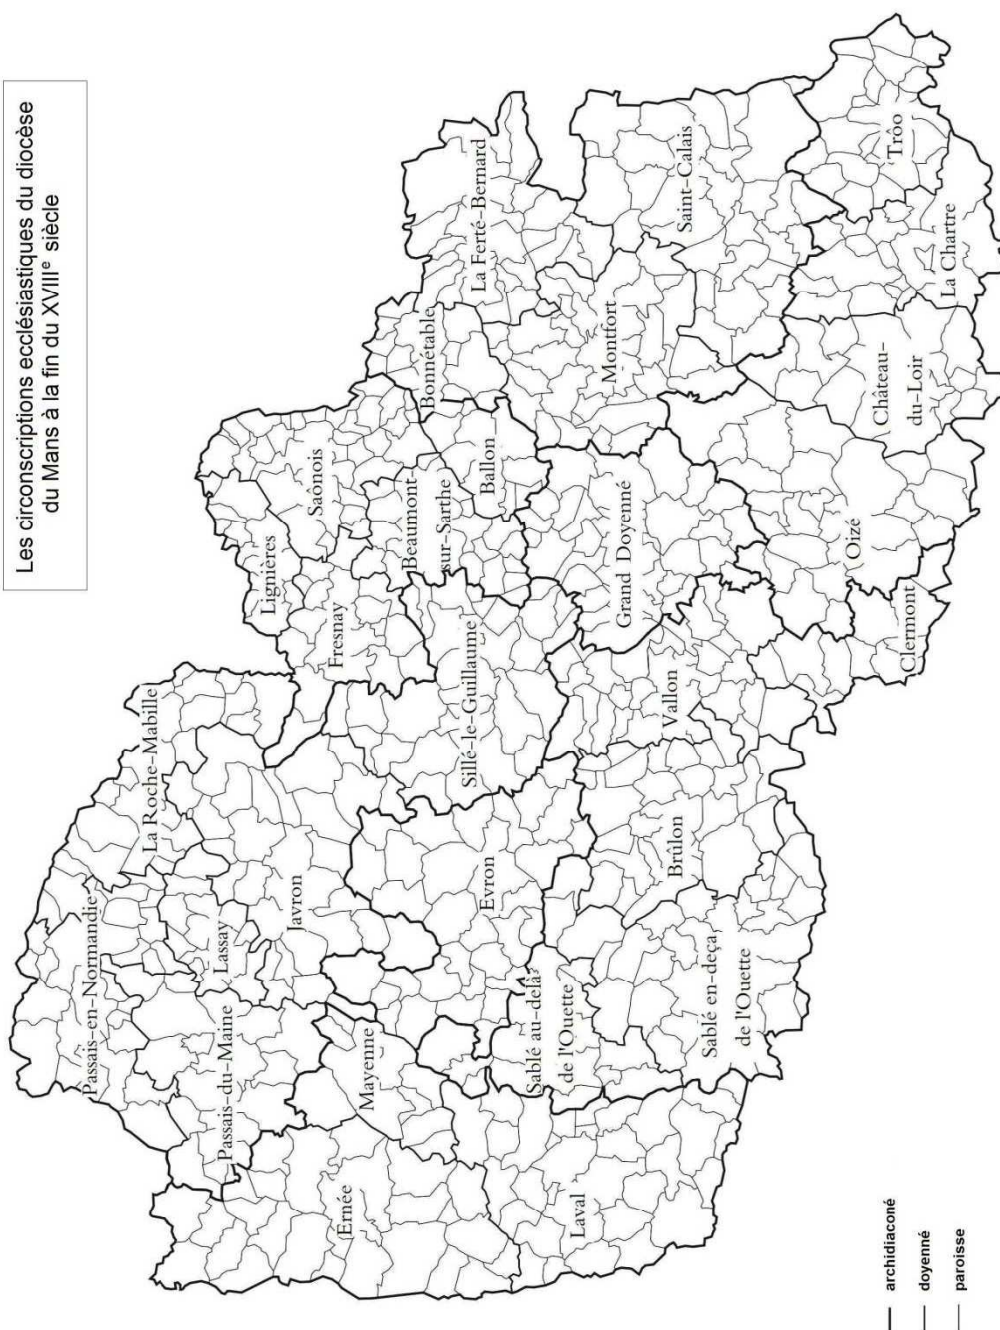 Les circonscriptions ecclésiastiques du diocèse
du Mans à la fin du XVIIIe siècle
Passais-en-Normandie
La Roche-Mabille
Passais-du-Maine
Lassay
Javron
Lignières
Fresnay
Saônois
Ernée
Mayenne
Evron
Sillé-le-Guillaume
Beaumont-
sur-Sarthe
Ballon
Bonnétable
La Ferté-Bernard
Laval
Sablé au-delà
de l'Ouette
Sablé en-deça
de l'Ouette
Brûlon
Vallon
Grand Doyenné
Montfort
Saint-Calais
Clermont
Oizé
Château-
du-Loir
La Chartre
Trôo
archidiaconé
doyenné
paroisse